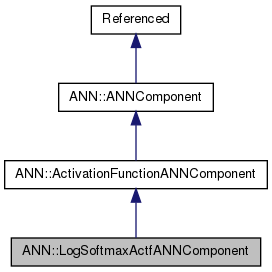 Referenced
ANN::ANNComponent
ANN::ActivationFunctionANNComponent
ANN::LogSoftmaxActfANNComponent